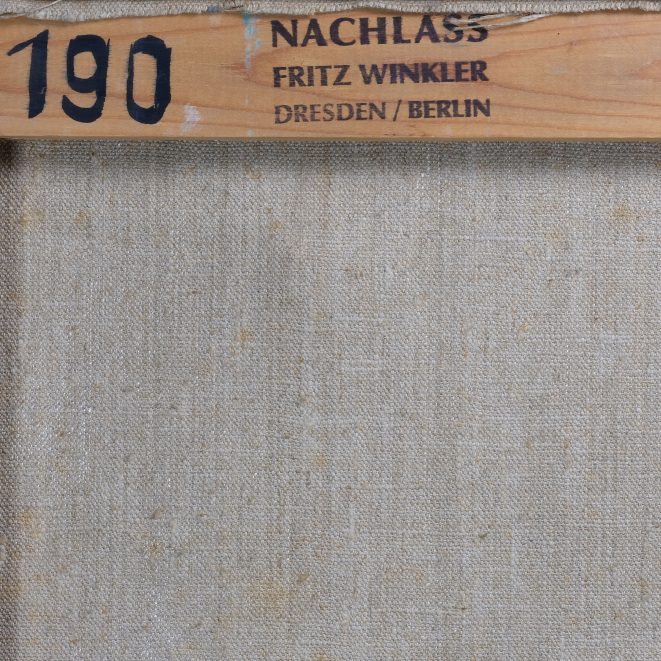 190
NACHLASS
FRITZ WINKLER
DRESDEN / BERLIN